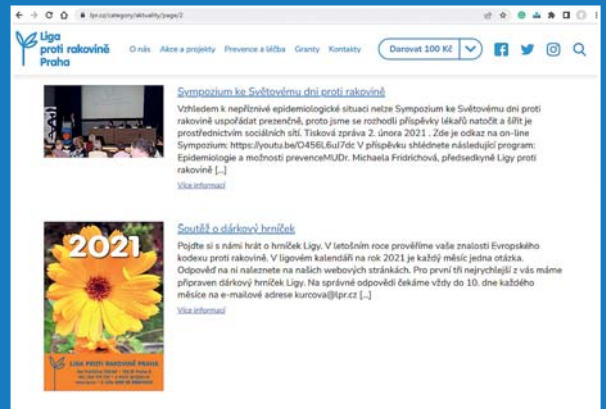 lpr.cz/category/aktuality/page/2
Liga
proti rakovině
Praha
O nás Akce a projekty Prevence a léčba Granty Kontakty Darovat 100 Kč
Sympozium ke Světovému dni proti rakovině
Vzhledem k nepříznivé epidemiologické situaci nelze Sympozium ke Světovému dni proti
rakovině uspořádat prezenčně, proto jsme se rozhodli příspěvky lékařů natočit a šířit je
prostřednictvím sociálních sítí. Tisková zpráva 2. února 2021 . Zde je odkaz na on-line
Symposium: https://youtu.be/O456L6uJ7dc V příspěvku shlédnete následující program:
Epidemiologie a možnosti prevenceMUDr. Michaela Fridrichová, předsedkyně Ligy proti
rakovině [...]
Více informací
Soutěž o dárkový hrníček
Pojďte si s námi hrát o hrníček Ligy. V letošním roce prověříme vaše znalosti Evropského
kodexu proti rakovině. V ligovém kalendáři na rok 2021 je každý měsíc jedna otázka.
Odpověď na ni naleznete na našich webových stránkách. Pro první tři nejrychlejší z vás máme
připraven dárkový hrníček Ligy. Na správné odpovědi čekáme vždy do 10. dne každého
měsíce na e-mailové adrese kurcova@lpr.cz [...]
Více informací
2021
LIGA PROTI RAKOVINĚ PRAHA